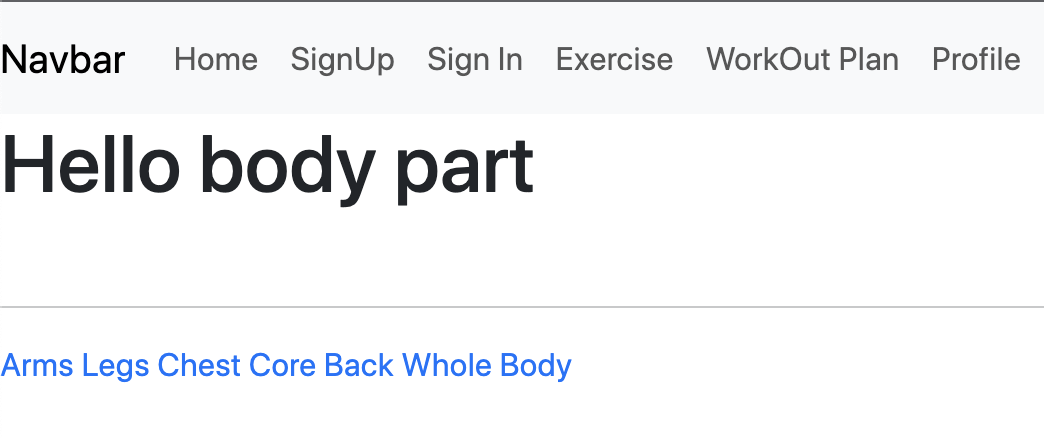 Navbar Home SignUp Sign In Exercise WorkOut Plan Profile
Hello body part
Arms Legs Chest Core Back Whole Body